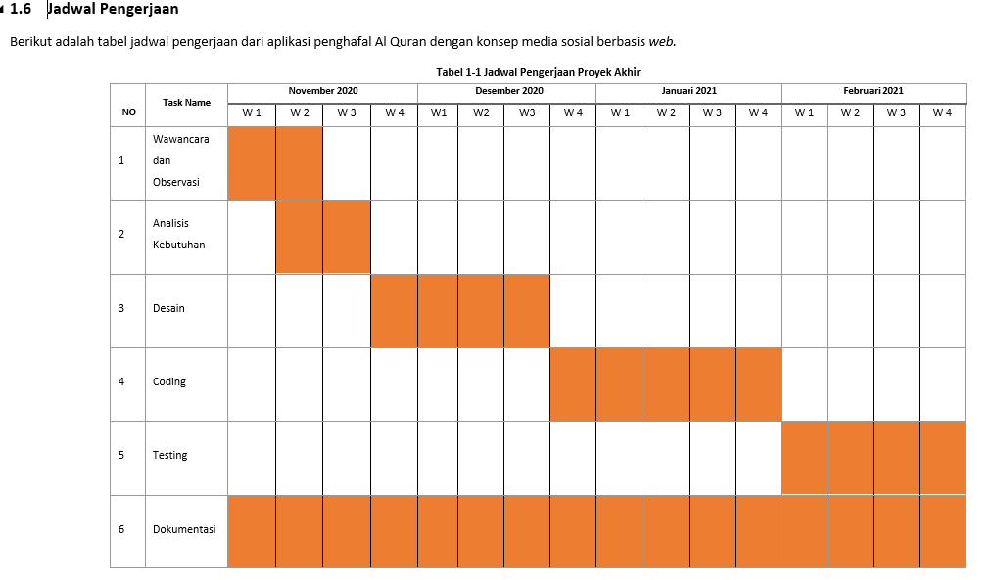 1.6 Jadwal Pengerjaan
Berikut adalah tabel jadwal pengerjaan dari aplikasi penghafal Al Quran dengan konsep media sosial berbasis web.
Tabel 1-1 Jadwal Pengerjaan Proyek Akhir
NO Task Name November 2020 Desember 2020 Januari 2021 Februari 2021
W 1 W 2 W 3 W 4 W1 W2 W3 W 4 W 1 W 2 W 3 W 4 W 1 W 2 W 3 W 4
1 Wawancara
dan
Observasi
2 Analisis
Kebutuhan
3 Desain
4 Coding
5 Testing
6 Dokumentasi